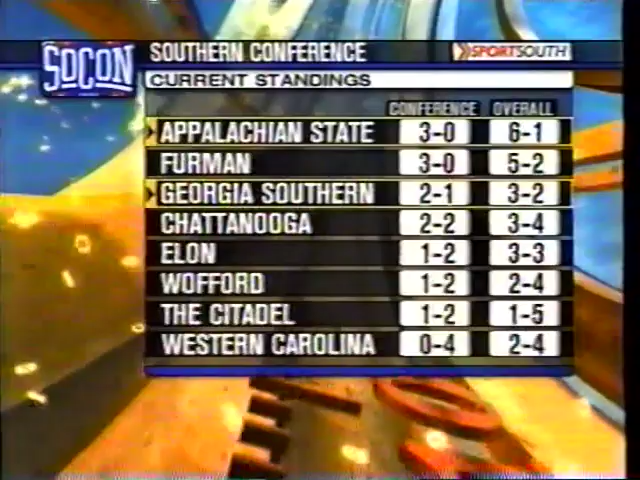 SOCON SOUTHERN CONFERENCE SPORTSOUTH
CURRENT STANDINGS
CONFERENCE OVERALL
APPALACHIAN STATE 3-0 6-1
FURMAN 3-0 5-2
GEORGIA SOUTHERN 2-1 3-2
CHATTANOOGA 2-2 3-4
ELON 1-2 3-3
WOFFORD 1-2 2-4
THE CITADEL 1-2 1-5
WESTERN CAROLINA 0-4 2-4